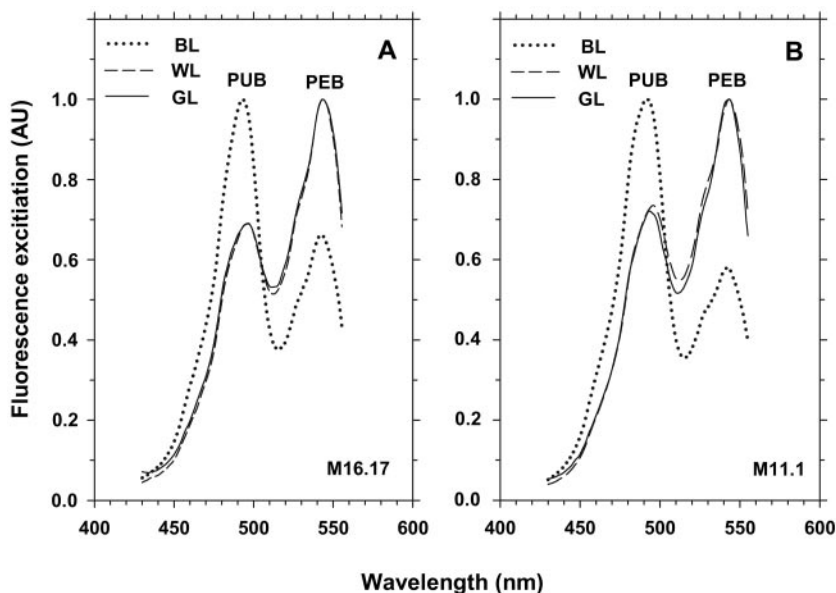 A
BL
WL
GL
PUB
PEB
1.0
0.8
0.6
0.4
0.2
0.0
M16.17
400
450
500
550
600
B
BL
WL
GL
PUB
PEB
1.0
0.8
0.6
0.4
0.2
0.0
M11.1
400
450
500
550
600
Fluorescence excitiation (AU)
Wavelength (nm)